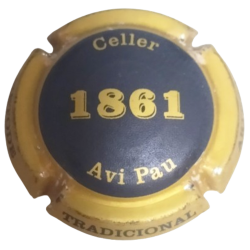 Celler
1861
Avi Pau
TRADICIONAL